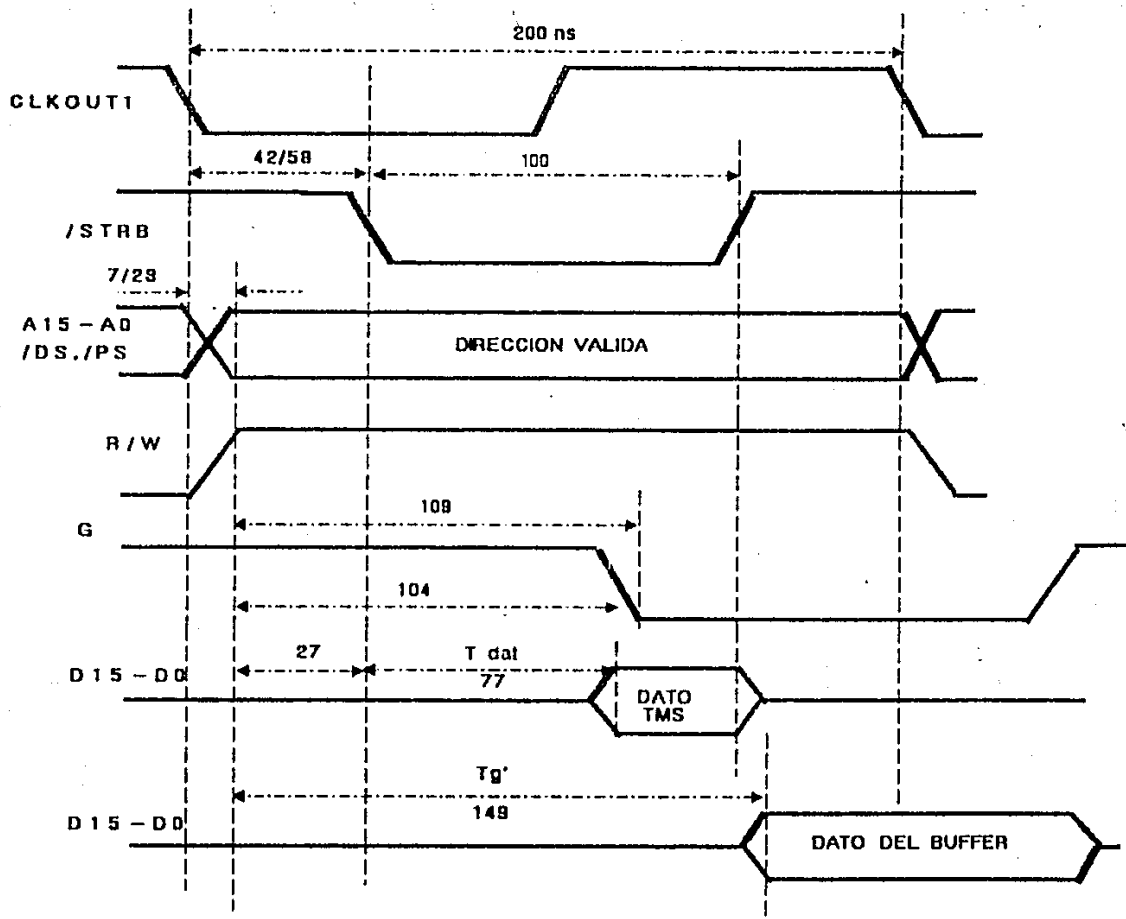 200 ns
CLKOUT1
42/58
100
/STRB
7/29
A15-A0
/DS,/PS
DIRECCION VALIDA
R/W
109
G
104
27
T dat
D15-D0
77
DATO
TMS
Tg'
149
D15-D0
DATO DEL BUFFER